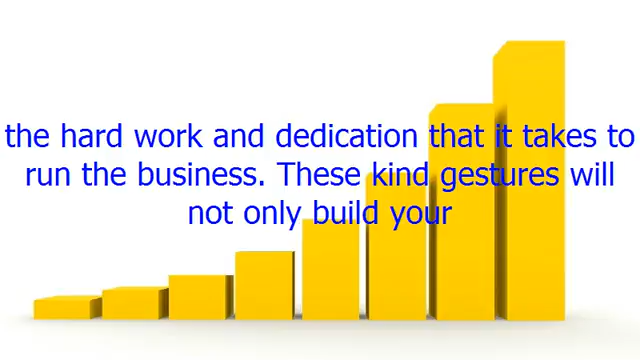 the hard work and dedication that it takes to
run the business. These kind gestures will
not only build your